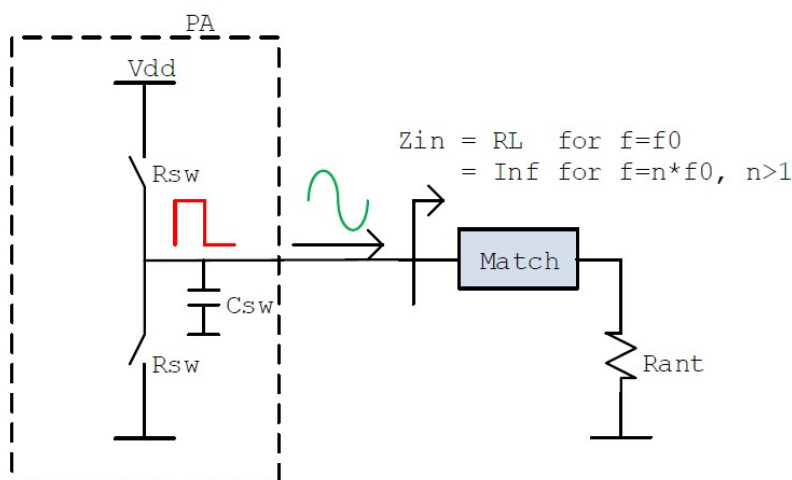 PA
Vdd
Zin = RL for f=f0
= Inf for f=n*f0, n>1
Rsw
Match
Csw
Rsw
Rant